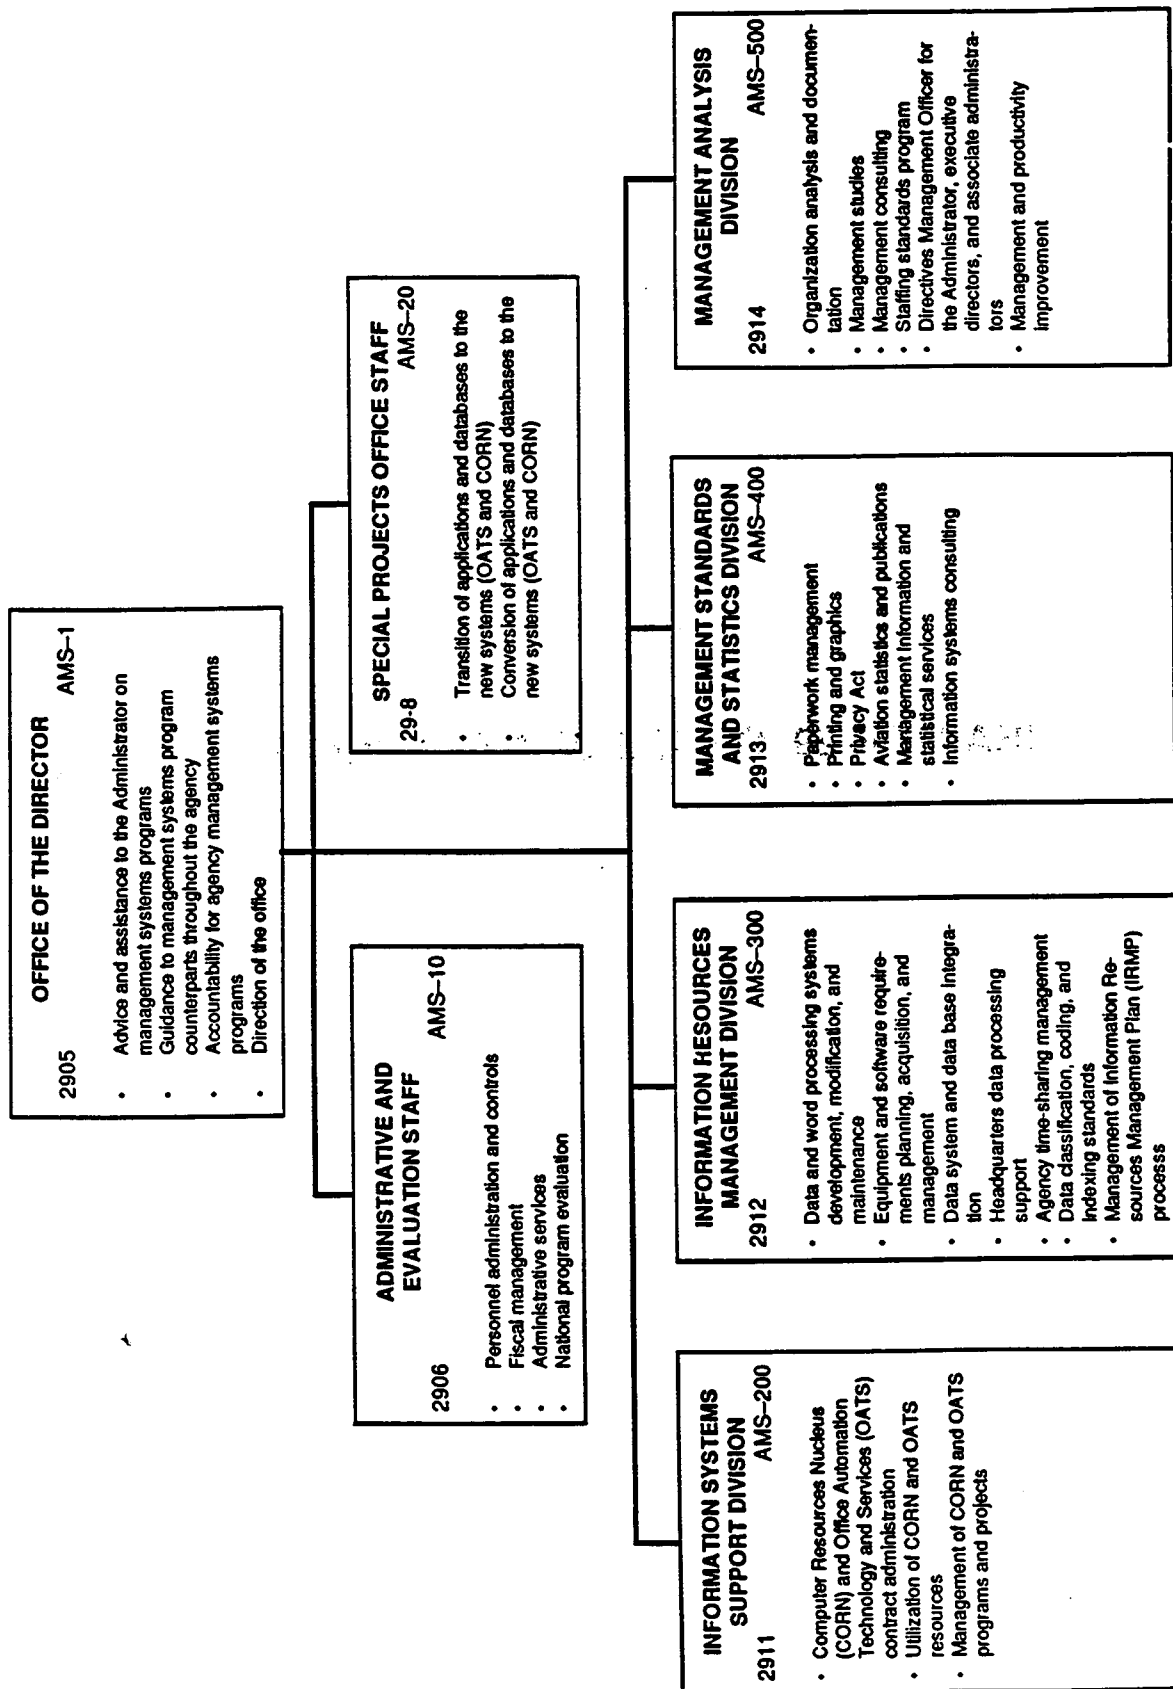 OFFICE OF THE DIRECTOR
2905 AMS–1
• Advice and assistance to the Administrator on
management systems programs
• Guidance to management systems program
counterparts throughout the agency
• Accountability for agency management systems
programs
• Direction of the office
ADMINISTRATIVE AND
EVALUATION STAFF
2906 AMS–10
• Personnel administration and controls
• Fiscal management
• Administrative services
• National program evaluation
SPECIAL PROJECTS OFFICE STAFF
29-8 AMS–20
• Transition of applications and databases to the
new systems (OATS and CORN)
• Conversion of applications and databases to the
new systems (OATS and CORN)
INFORMATION SYSTEMS
SUPPORT DIVISION
2911 AMS–200
• Computer Resources Nucleus
(CORN) and Office Automation
Technology and Services (OATS)
contract administration
• Utilization of CORN and OATS
resources
• Management of CORN and OATS
programs and projects
INFORMATION RESOURCES
MANAGEMENT DIVISION
2912 AMS–300
• Data and word processing systems
development, modification, and
maintenance
• Equipment and software require-
ments planning, acquisition, and
management
• Data system and data base integra-
tion
• Headquarters data processing
support
• Agency time-sharing management
• Data classification, coding, and
indexing standards
• Management of Information Re-
sources Management Plan (IRMP)
processs
MANAGEMENT STANDARDS
AND STATISTICS DIVISION
2913 AMS–400
• Paperwork management
• Printing and graphics
• Privacy Act
• Aviation statistics and publications
• Management Information and
statistical services
• Information systems consulting
MANAGEMENT ANALYSIS
DIVISION
2914 AMS–500
• Organization analysis and documen-
tation
• Management studies
• Management consulting
• Staffing standards program
• Directives Management Officer for
the Administrator, executive
directors, and associate administra-
tors
• Management and productivity
improvement